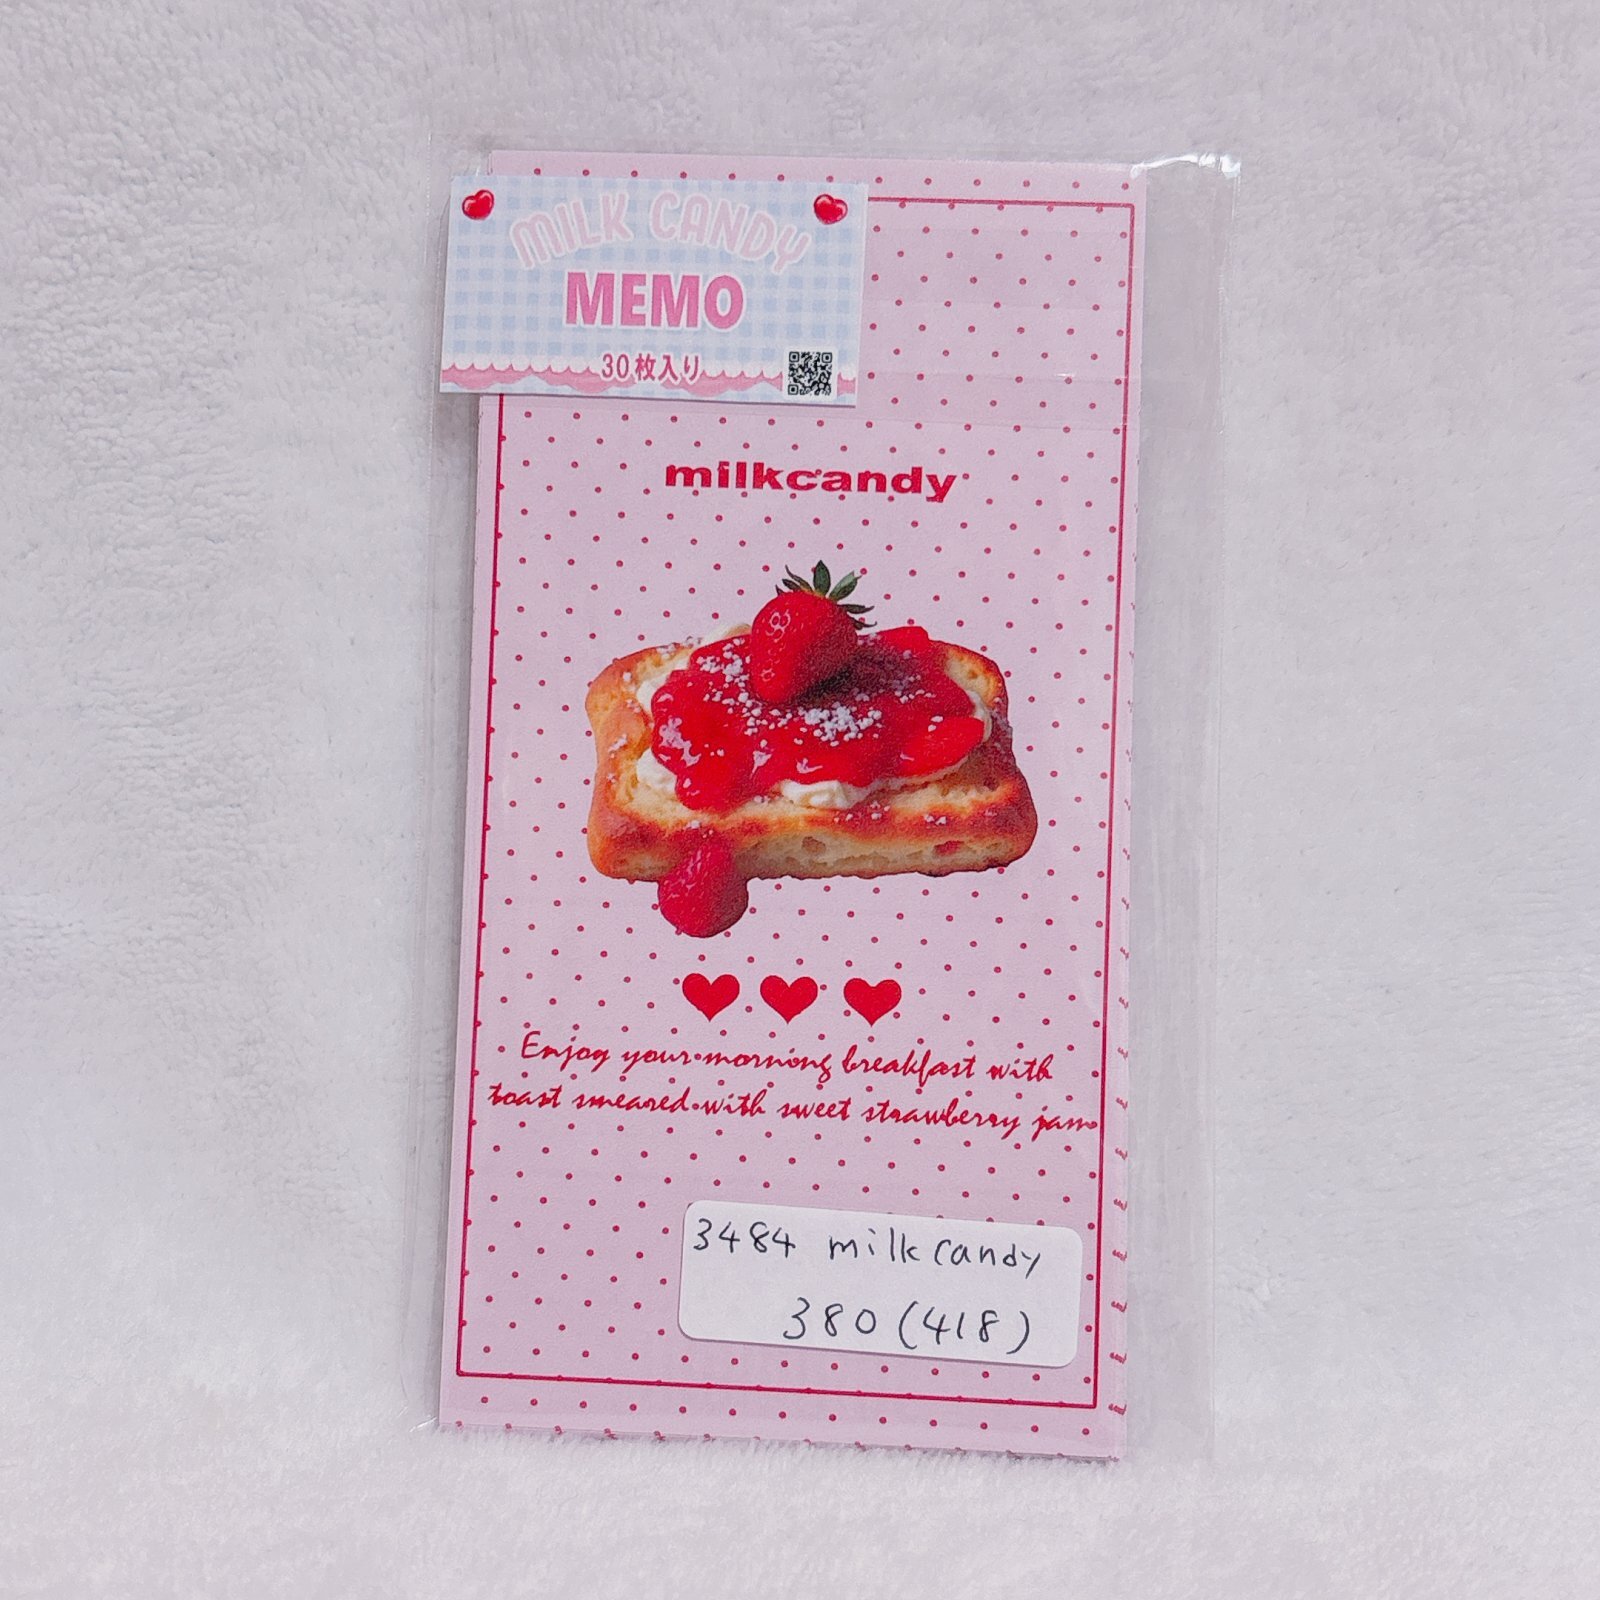 MILK CANDY
MEMO
30枚入り
milkcandy
Enjoy your morning breakfast with
toast smeared with sweet strawberry jam
3484 milk candy
380(418)